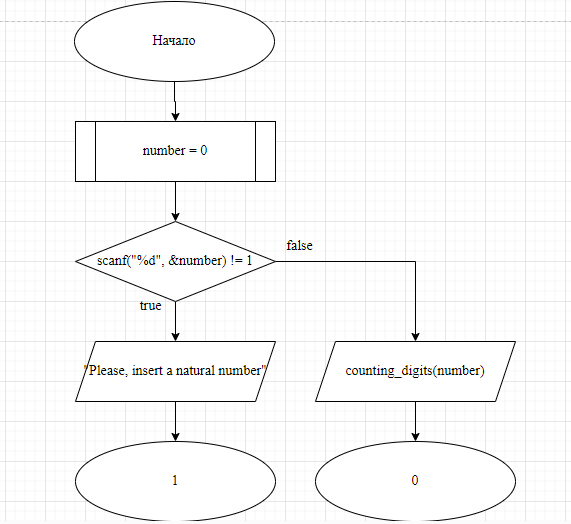 Начало
number = 0
scanf("%d", &number) != 1
false
true
"Please, insert a natural number"
counting_digits(number)
1
0